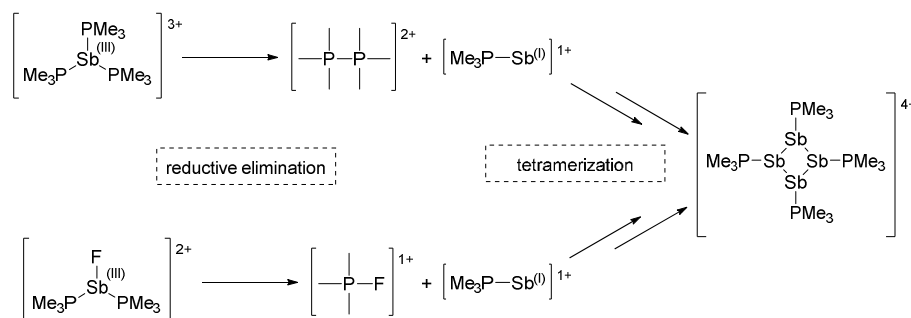 PMe3
Sb(III)
Me3P PMe3
3+
P–P
2+
+
Me3P–Sb(I)
1+
reductive elimination
tetramerization
PMe3
Sb
Me3P–Sb Sb–PMe3
Sb
PMe3
4+
F
Sb(III)
Me3P PMe3
2+
P–F
1+
+
Me3P–Sb(I)
1+